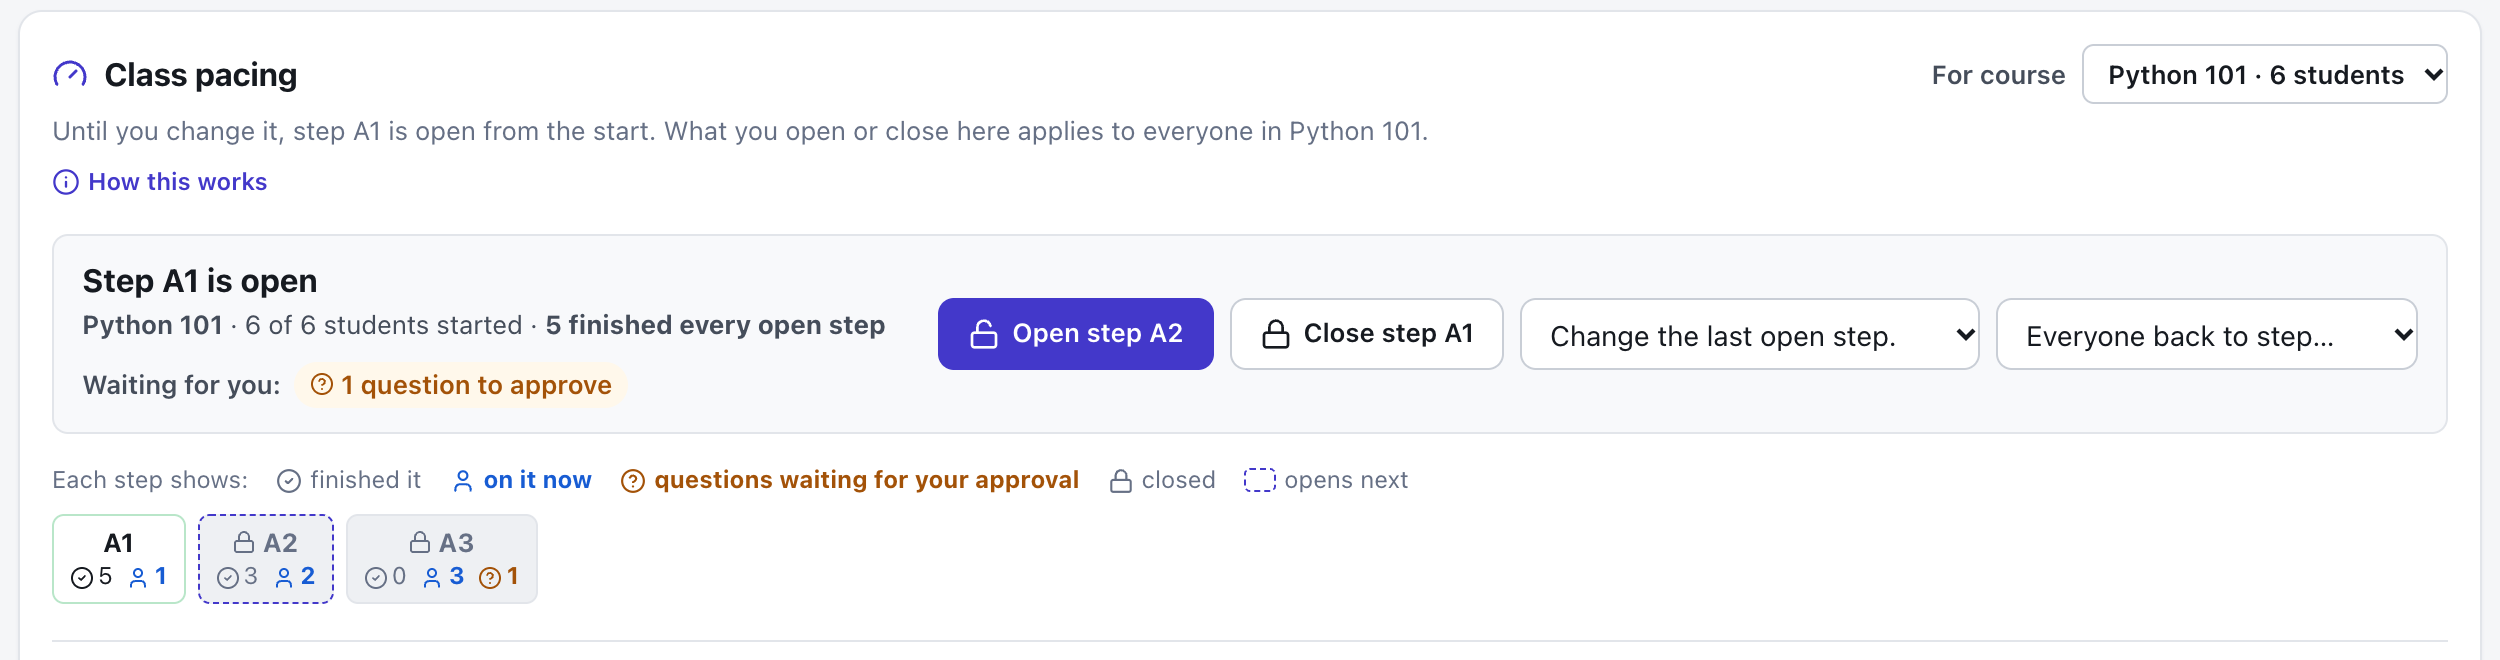 Class pacing
For course
Python 101 · 6 students
Until you change it, step A1 is open from the start. What you open or close here applies to everyone in Python 101.
How this works
Step A1 is open
Python 101 · 6 of 6 students started · 5 finished every open step
Waiting for you: 1 question to approve
Open step A2
Close step A1
Change the last open step.
Everyone back to step...
Each step shows: finished it on it now questions waiting for your approval closed opens next
A1
5 1
A2
3 2
A3
0 3 1